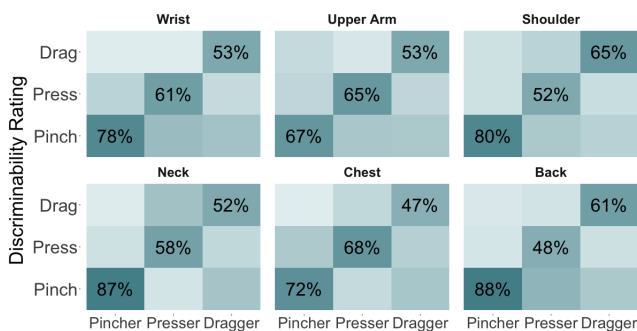 Wrist Upper Arm Shoulder
Drag 53% 53% 65%
Press 61% 65% 52%
Pinch 78% 67% 80%
Neck Chest Back
Drag 52% 47% 61%
Press 58% 68% 48%
Pinch 87% 72% 88%
Pincher Presser Dragger Pincher Presser Dragger Pincher Presser Dragger
Discriminability Rating